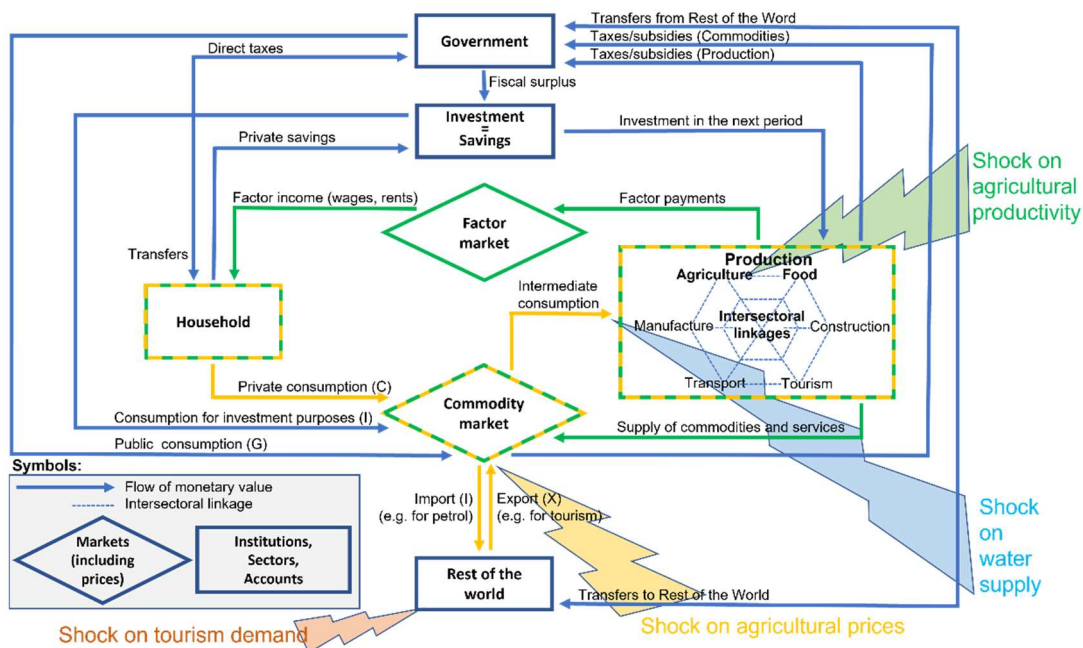 Transfers from Rest of the Word
Government
Taxes/subsidies (Commodities)
Direct taxes
Taxes/subsidies (Production)
Fiscal surplus
Investment
=
Savings
Investment in the next period
Private savings
Shock on
agricultural
productivity
Factor income (wages, rents)
Factor payments
Factor
market
Transfers
Production
Agriculture
Food
Intermediate
consumption
Household
Manufacture
Intersectoral
linkages
Construction
Transport
Tourism
Private consumption (C)
Commodity
market
Consumption for investment purposes (I)
Supply of commodities and services
Public consumption (G)
Symbols:
Flow of monetary value
Intersectoral linkage
Markets
(including
prices)
Institutions,
Sectors,
Accounts
Import (I)
(e.g. for petrol)
Export (X)
(e.g. for tourism)
Shock
on
water
supply
Rest of the
world
Transfers to Rest of the World
Shock on tourism demand
Shock on agricultural prices